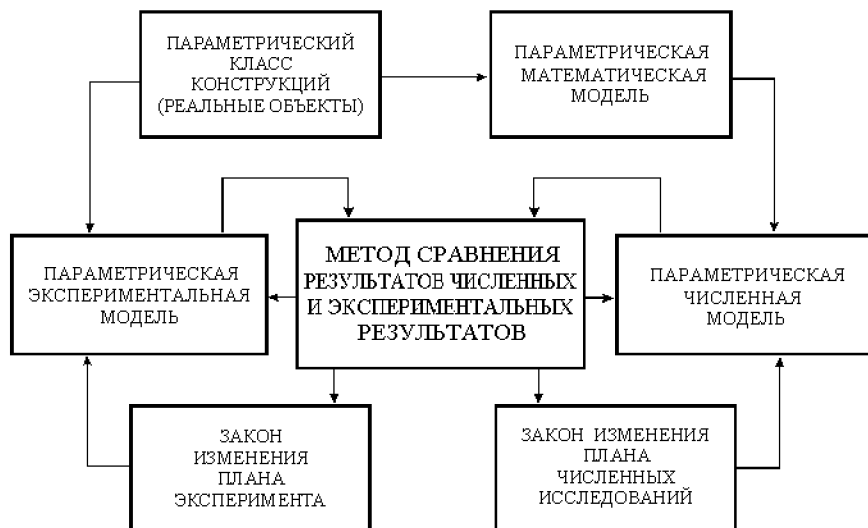 ПАРАМЕТРИЧЕСКИЙ
КЛАСС
КОНСТРУКЦИЙ
(РЕАЛЬНЫЕ ОБЪЕКТЫ)
ПАРАМЕТРИЧЕСКАЯ
МАТЕМАТИЧЕСКАЯ
МОДЕЛЬ
ПАРАМЕТРИЧЕСКАЯ
ЭКСПЕРИМЕНТАЛЬНАЯ
МОДЕЛЬ
МЕТОД СРАВНЕНИЯ
РЕЗУЛЬТАТОВ ЧИСЛЕННЫХ
И ЭКСПЕРИМЕНТАЛЬНЫХ
РЕЗУЛЬТАТОВ
ПАРАМЕТРИЧЕСКАЯ
ЧИСЛЕННАЯ
МОДЕЛЬ
ЗАКОН
ИЗМЕНЕНИЯ
ПЛАНА
ЭКСПЕРИМЕНТА
ЗАКОН ИЗМЕНЕНИЯ
ПЛАНА
ЧИСЛЕННЫХ
ИССЛЕДОВАНИЙ